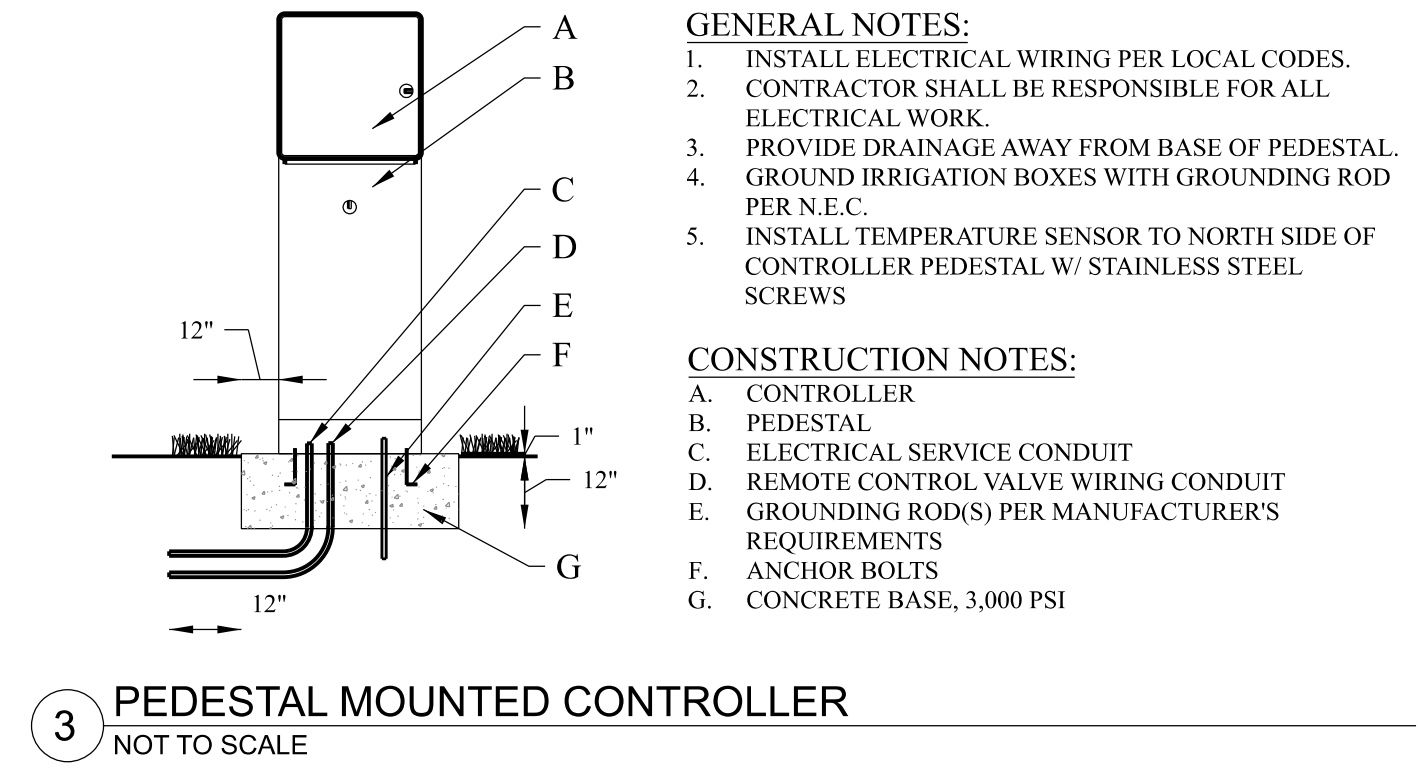 A
B
C
D
E
F
G
12"
1"
12"
12"
GENERAL NOTES:
1. INSTALL ELECTRICAL WIRING PER LOCAL CODES.
2. CONTRACTOR SHALL BE RESPONSIBLE FOR ALL
ELECTRICAL WORK.
3. PROVIDE DRAINAGE AWAY FROM BASE OF PEDESTAL.
4. GROUND IRRIGATION BOXES WITH GROUNDING ROD
PER N.E.C.
5. INSTALL TEMPERATURE SENSOR TO NORTH SIDE OF
CONTROLLER PEDESTAL W/ STAINLESS STEEL
SCREWS
CONSTRUCTION NOTES:
A. CONTROLLER
B. PEDESTAL
C. ELECTRICAL SERVICE CONDUIT
D. REMOTE CONTROL VALVE WIRING CONDUIT
E. GROUNDING ROD(S) PER MANUFACTURER'S
REQUIREMENTS
F. ANCHOR BOLTS
G. CONCRETE BASE, 3,000 PSI
3 PEDESTAL MOUNTED CONTROLLER
NOT TO SCALE